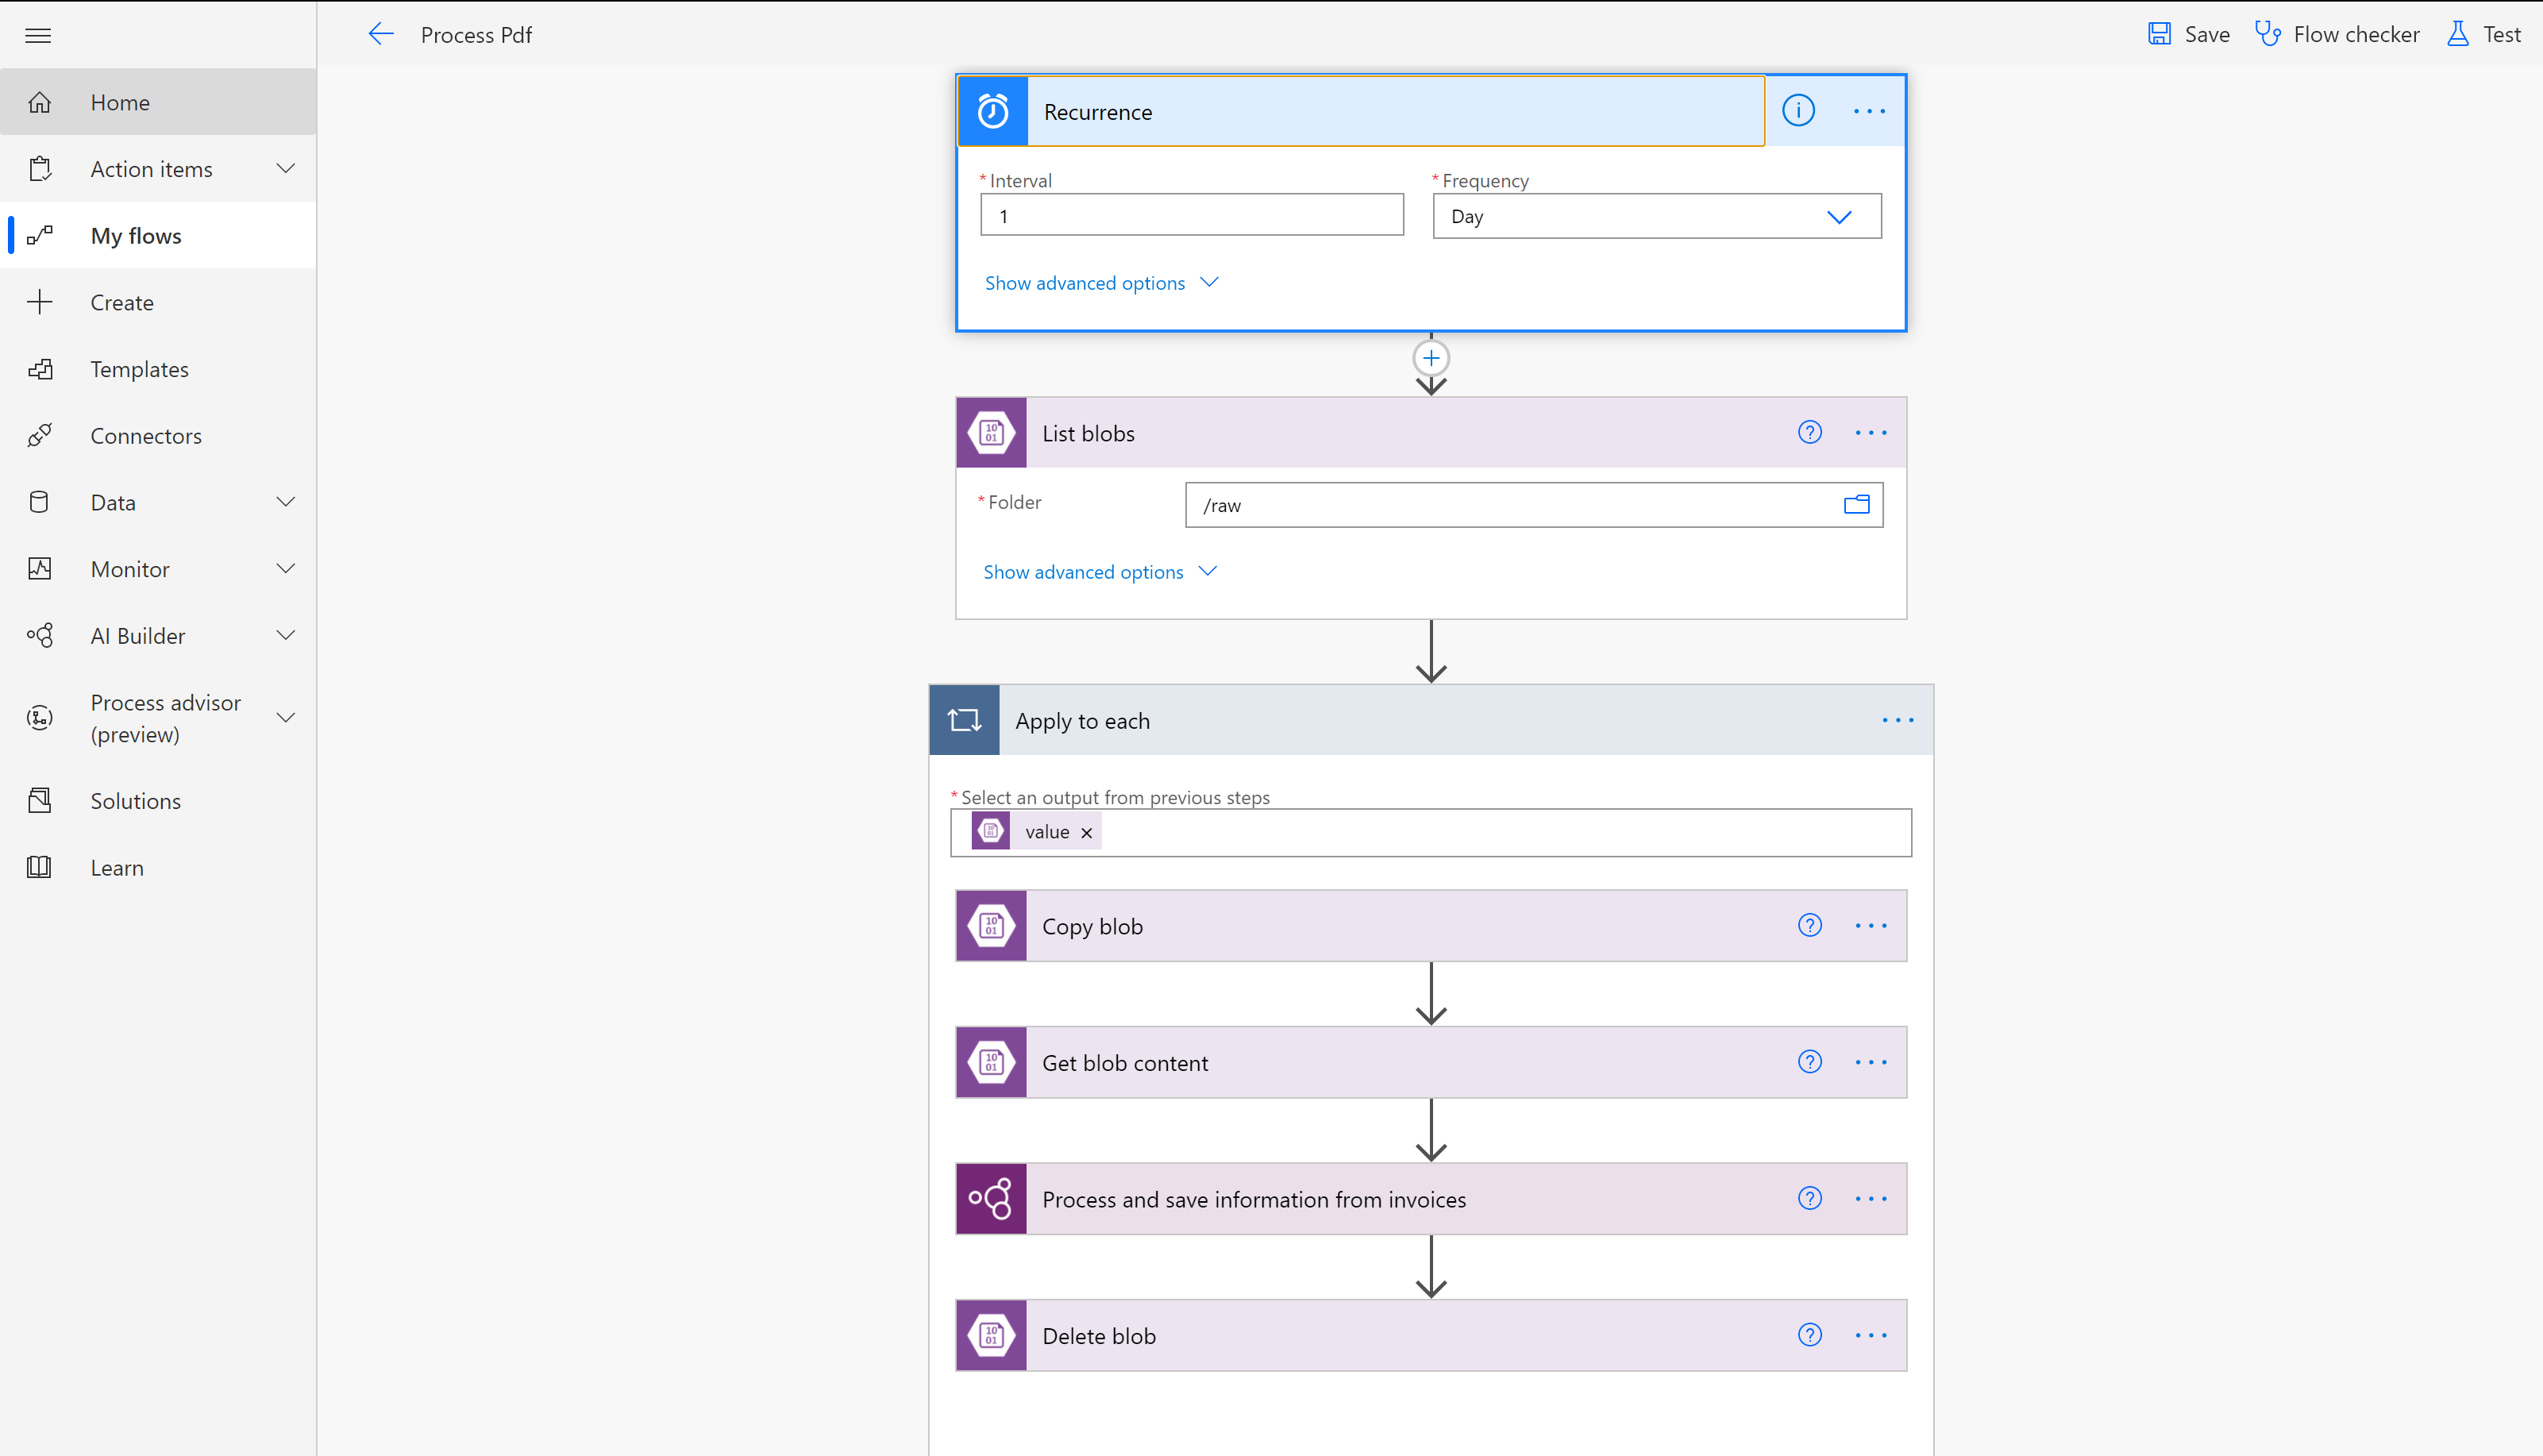 Process Pdf
Save
Flow checker
Test
Home
Action items
My flows
Create
Templates
Connectors
Data
Monitor
AI Builder
Process advisor
(preview)
Solutions
Learn
Recurrence
* Interval
1
* Frequency
Day
Show advanced options
List blobs
* Folder
/raw
Show advanced options
Apply to each
* Select an output from previous steps
value ×
Copy blob
Get blob content
Process and save information from invoices
Delete blob